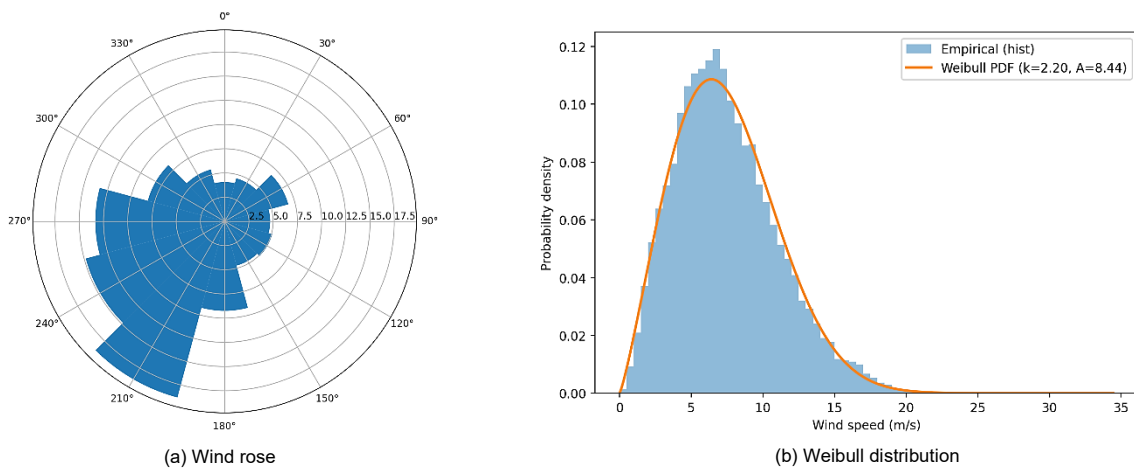 0°
330°
30°
300°
60°
270°
2.5 5.0 7.5 10.0 12.5 15.0 17.5
90°
240°
120°
210°
150°
180°
(a) Wind rose
Empirical (hist)
Weibull PDF (k=2.20, A=8.44)
0.12
0.10
0.08
0.06
0.04
0.02
0.00
Probability density
0 5 10 15 20 25 30 35
Wind speed (m/s)
(b) Weibull distribution